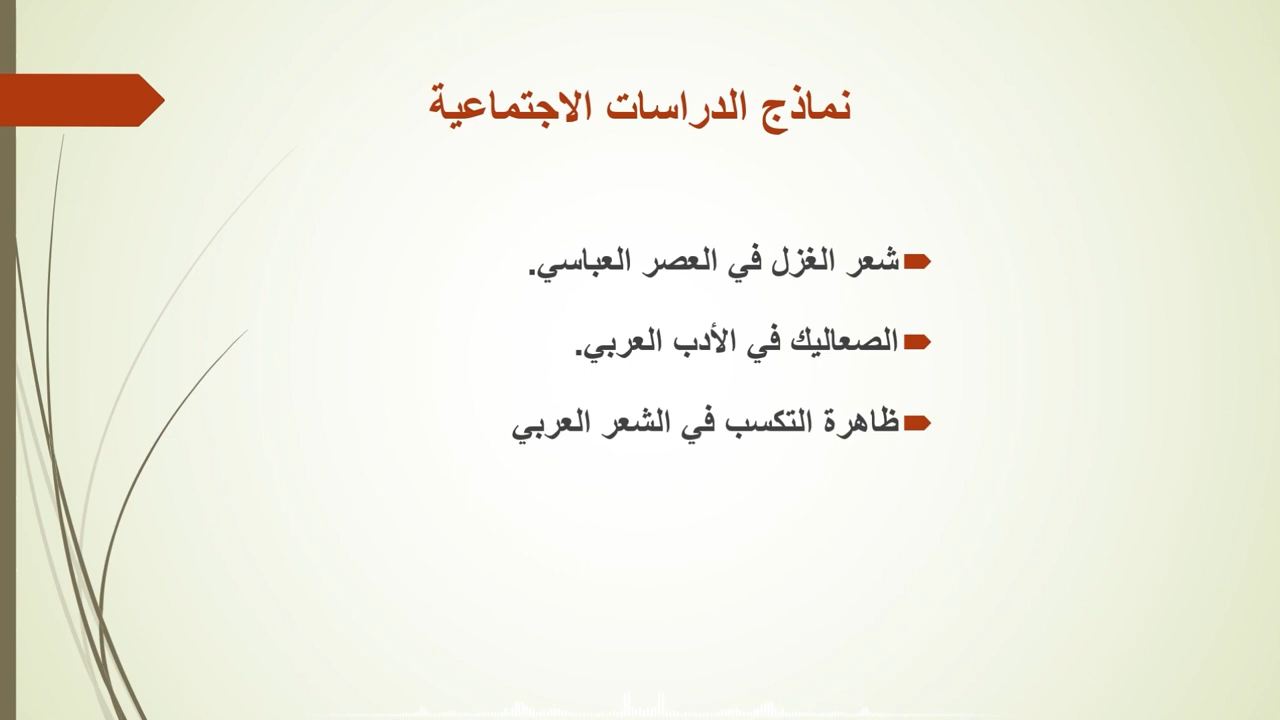 نماذج الدراسات الاجتماعية
شعر الغزل في العصر العباسي.
الصعاليك في الأدب العربي.
ظاهرة التكسب في الشعر العربي